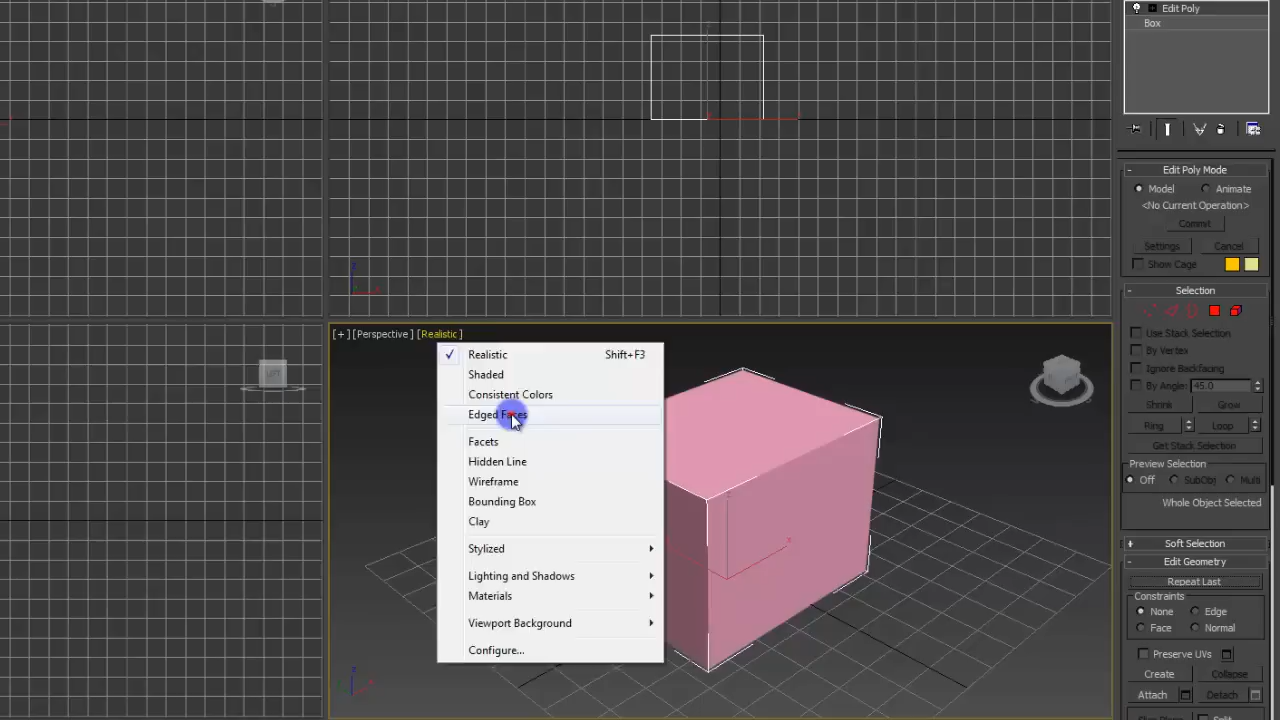 Edit Poly
Box
Edit Poly Mode
Model Animate
<No Current Operation>
Commit
Settings Cancel
Show Cage
Selection
Use Stack Selection
By Vertex
Ignore Backfacing
By Angle: 45.0
Shrink Grow
Ring Loop
Get Stack Selection
Preview Selection
Off SubObj Multi
Whole Object Selected
+ Soft Selection
- Edit Geometry
Repeat Last
Constraints
None Edge
Face Normal
Preserve UVs
Create Collapse
Attach Detach
[+] [Perspective ] [Realistic ]
✓ Realistic Shift+F3
Shaded
Consistent Colors
Edged Faces
Facets
Hidden Line
Wireframe
Bounding Box
Clay
Stylized
Lighting and Shadows
Materials
Viewport Background
Configure...